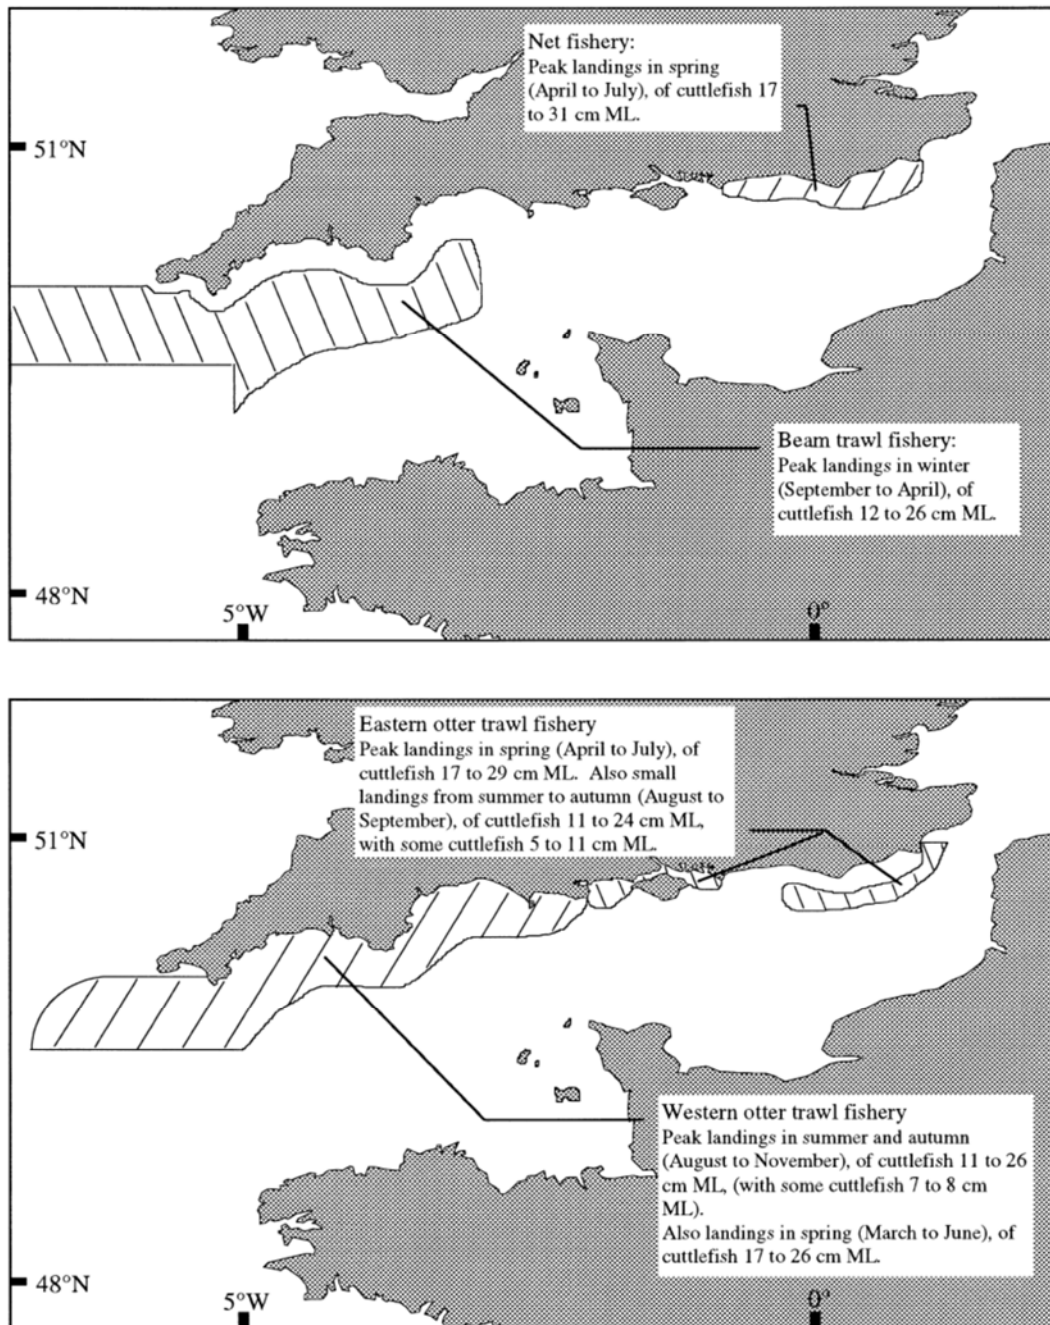 Net fishery:
Peak landings in spring
(April to July), of cuttlefish 17
to 31 cm ML.
51°N
Beam trawl fishery:
Peak landings in winter
(September to April), of
cuttlefish 12 to 26 cm ML.
48°N
5°W
0°
Eastern otter trawl fishery
Peak landings in spring (April to July), of
cuttlefish 17 to 29 cm ML. Also small
landings from summer to autumn (August to
September), of cuttlefish 11 to 24 cm ML,
with some cuttlefish 5 to 11 cm ML.
51°N
Western otter trawl fishery
Peak landings in summer and autumn
(August to November), of cuttlefish 11 to 26
cm ML, (with some cuttlefish 7 to 8 cm
ML).
Also landings in spring (March to June), of
cuttlefish 17 to 26 cm ML.
48°N
5°W
0°